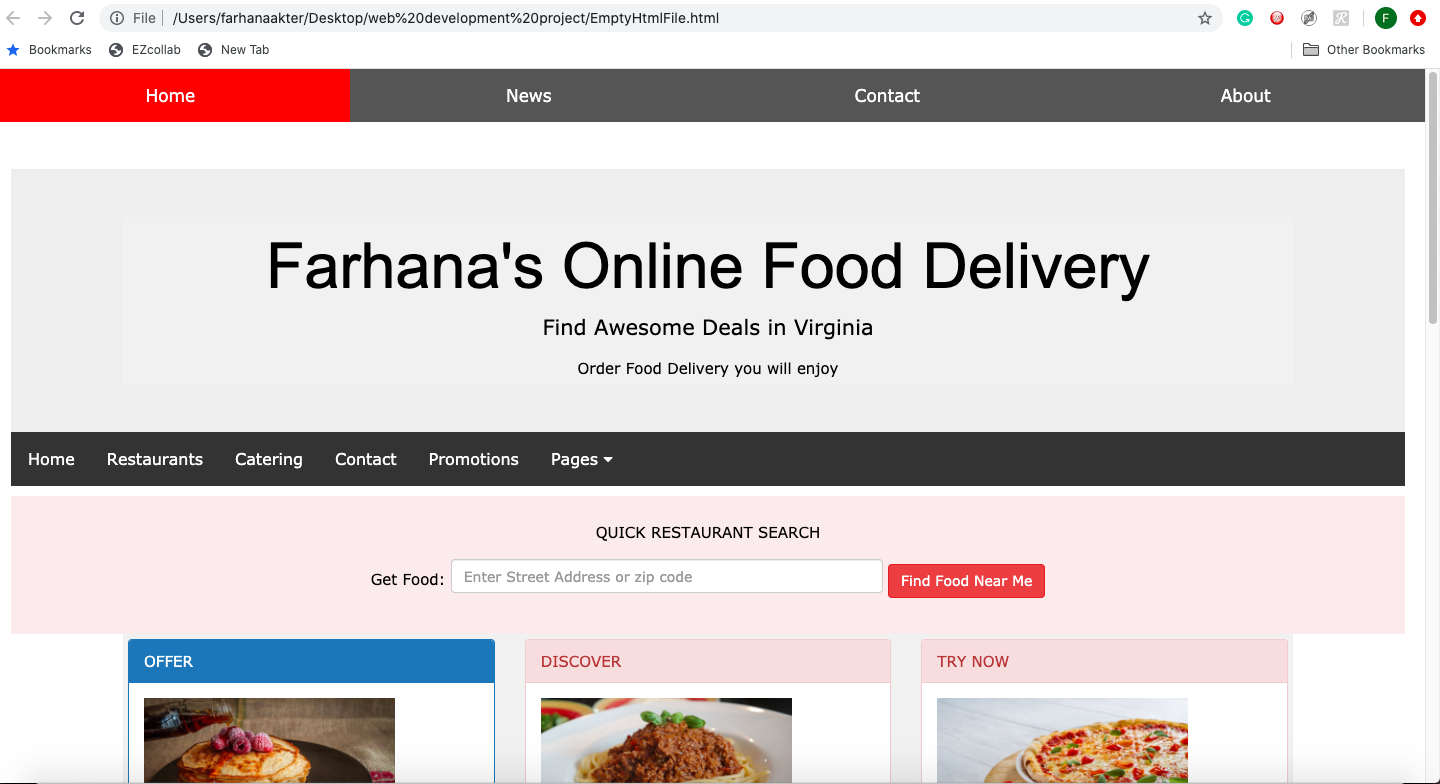 File /Users/farhanaakter/Desktop/web%20development%20project/EmptyHtmlFile.html
F
Bookmarks EZcollab New Tab Other Bookmarks
Home News Contact About
Farhana's Online Food Delivery
Find Awesome Deals in Virginia
Order Food Delivery you will enjoy
Home Restaurants Catering Contact Promotions Pages
QUICK RESTAURANT SEARCH
Get Food: Enter Street Address or zip code Find Food Near Me
OFFER DISCOVER TRY NOW